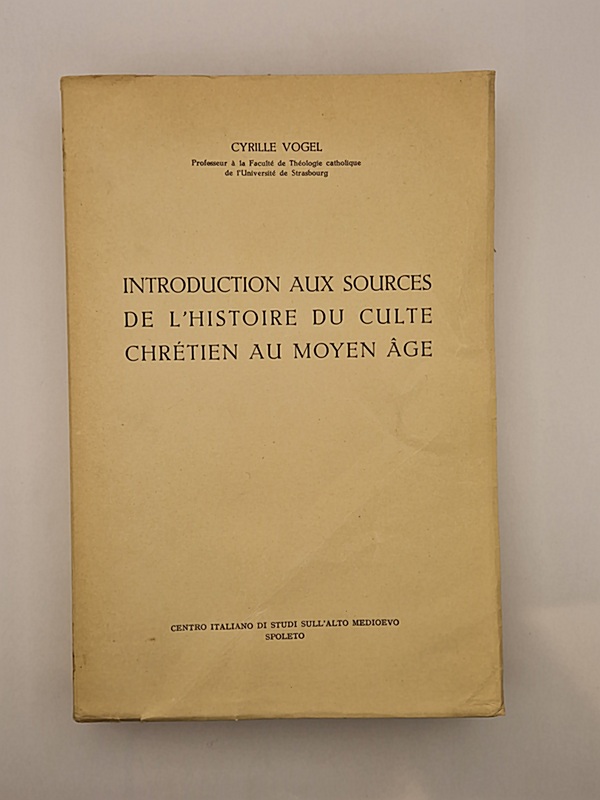 CYRILLE VOGEL
Professeur à la Faculté de Théologie catholique
de l'Université de Strasbourg
INTRODUCTION AUX SOURCES
DE L'HISTOIRE DU CULTE
CHRÉTIEN AU MOYEN ÂGE
CENTRO ITALIANO DI STUDI SULL'ALTO MEDIOEVO
SPOLETO